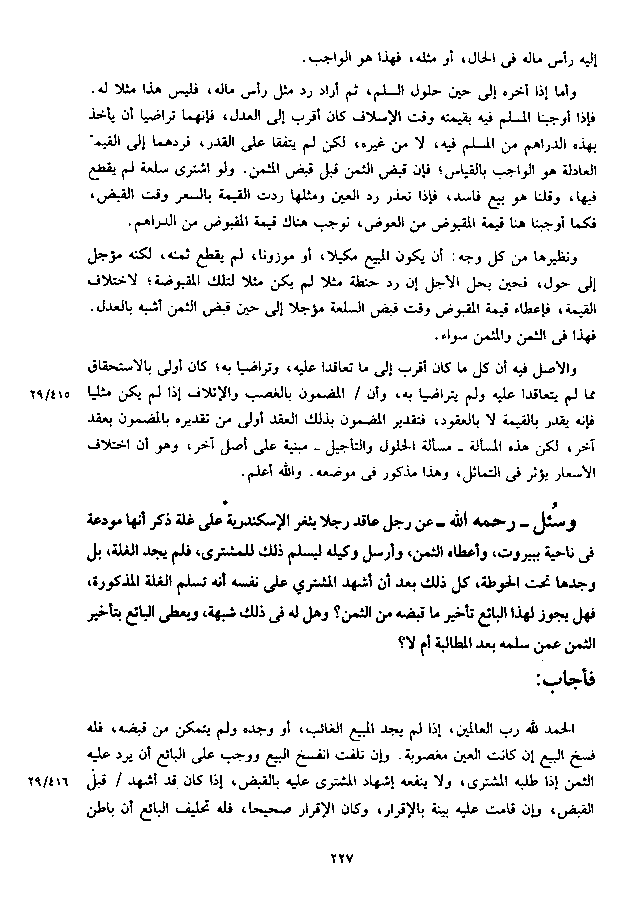 إليه رأس ماله فى الحال، أو مثله، فهذا هو الواجب.
وأما إذا أخره إلى حين حلول السلم، ثم أراد رد مثل رأس ماله، فليس هذا مثلا له.
فإذا أوجبنا المسلم فيه بقيمته وقت الإسلاف كان أقرب إلى العدل، فإنهما تراضيا أن يأخذ
بهذه الدراهم من المسلم فيه، لا من غيره، لكن لم يتفقا على القدر، فردهما إلى القيمة
العادلة هو الواجب بالقياس؛ فإن قبض الثمن قبل قبض المثمن. ولو اشترى سلعة لم يقطع
فيها، وقلنا هو بيع فاسد، فإذا تعذر رد العين ومثلها ردت القيمة بالسعر وقت القبض،
فكما أوجبنا هنا قيمة المقبوض من العوض، نوجب هناك قيمة المقبوض من الدراهم.
ونظيرها من كل وجه: أن يكون المبيع مكيلا، أو موزونا، لم يقطع ثمنه، لكنه مؤجل
إلى حول، فحين يحل الأجل إن رد حنطة مثلا لم يكن مثلا لتلك المقبوضة؛ لاختلاف
القيمة، فإعطاء قيمة المقبوض وقت قبض السلعة مؤجلا إلى حين قبض الثمن أشبه بالعدل.
فهذا فى الثمن والمثمن سواء.
والأصل فيه أن كل ما كان أقرب إلى ما تعاقدا عليه، وتراضيا به؛ كان أولى بالاستحقاق
مما لم يتعاقدا عليه ولم يتراضيا به، وأن / المضمون بالغصب والإتلاف إذا لم يكن مثليا ٢٩/٤١٥
فإنه يقدر بالقيمة لا بالعقود، فتقدير المضمون بذلك العقد أولى من تقديره بالمضمون بعقد
آخر، لكن هذه المسألة ـ مسألة الحلول والتأجيل ـ مبنية على أصل آخر، وهو أن اختلاف
الأسعار يؤثر فى التماثل، وهذا مذكور فى موضعه. والله أعلم.
وسُئل ـ رحمه الله ـ عن رجل عاقد رجلا بثغر الإسكندرية على غلة ذكر أنها مودعة
فى ناحية ببيروت، وأعطاه الثمن، وأرسل وكيله ليسلم ذلك للمشترى، فلم يجد الغلة، بل
وجدها تحت الحوطة، كل ذلك بعد أن أشهد المشتري على نفسه أنه تسلم الغلة المذكورة،
فهل يجوز لهذا البائع تأخير ما قبضه من الثمن؟ وهل له فى ذلك شبهة، ويعطى البائع بتأخير
الثمن عمن سلمه بعد المطالبة أم لا؟
فأجاب:
الحمد لله رب العالمين، إذا لم يجد المبيع الغائب، أو وجده ولم يتمكن من قبضه، فله
فسخ البيع إن كانت العين مغصوبة. وإن تلفت انفسخ البيع ووجب على البائع أن يرد عليه
الثمن إذا طلبه المشترى، ولا ينفعه إشهاد المشترى عليه بالقبض، إذا كان قد أشهد / قبل ٢٩/٤١٦
القبض، وإن قامت عليه بينة بالإقرار، وكان الإقرار صحيحا، فله تحليف البائع أن باطن
٢٢٧